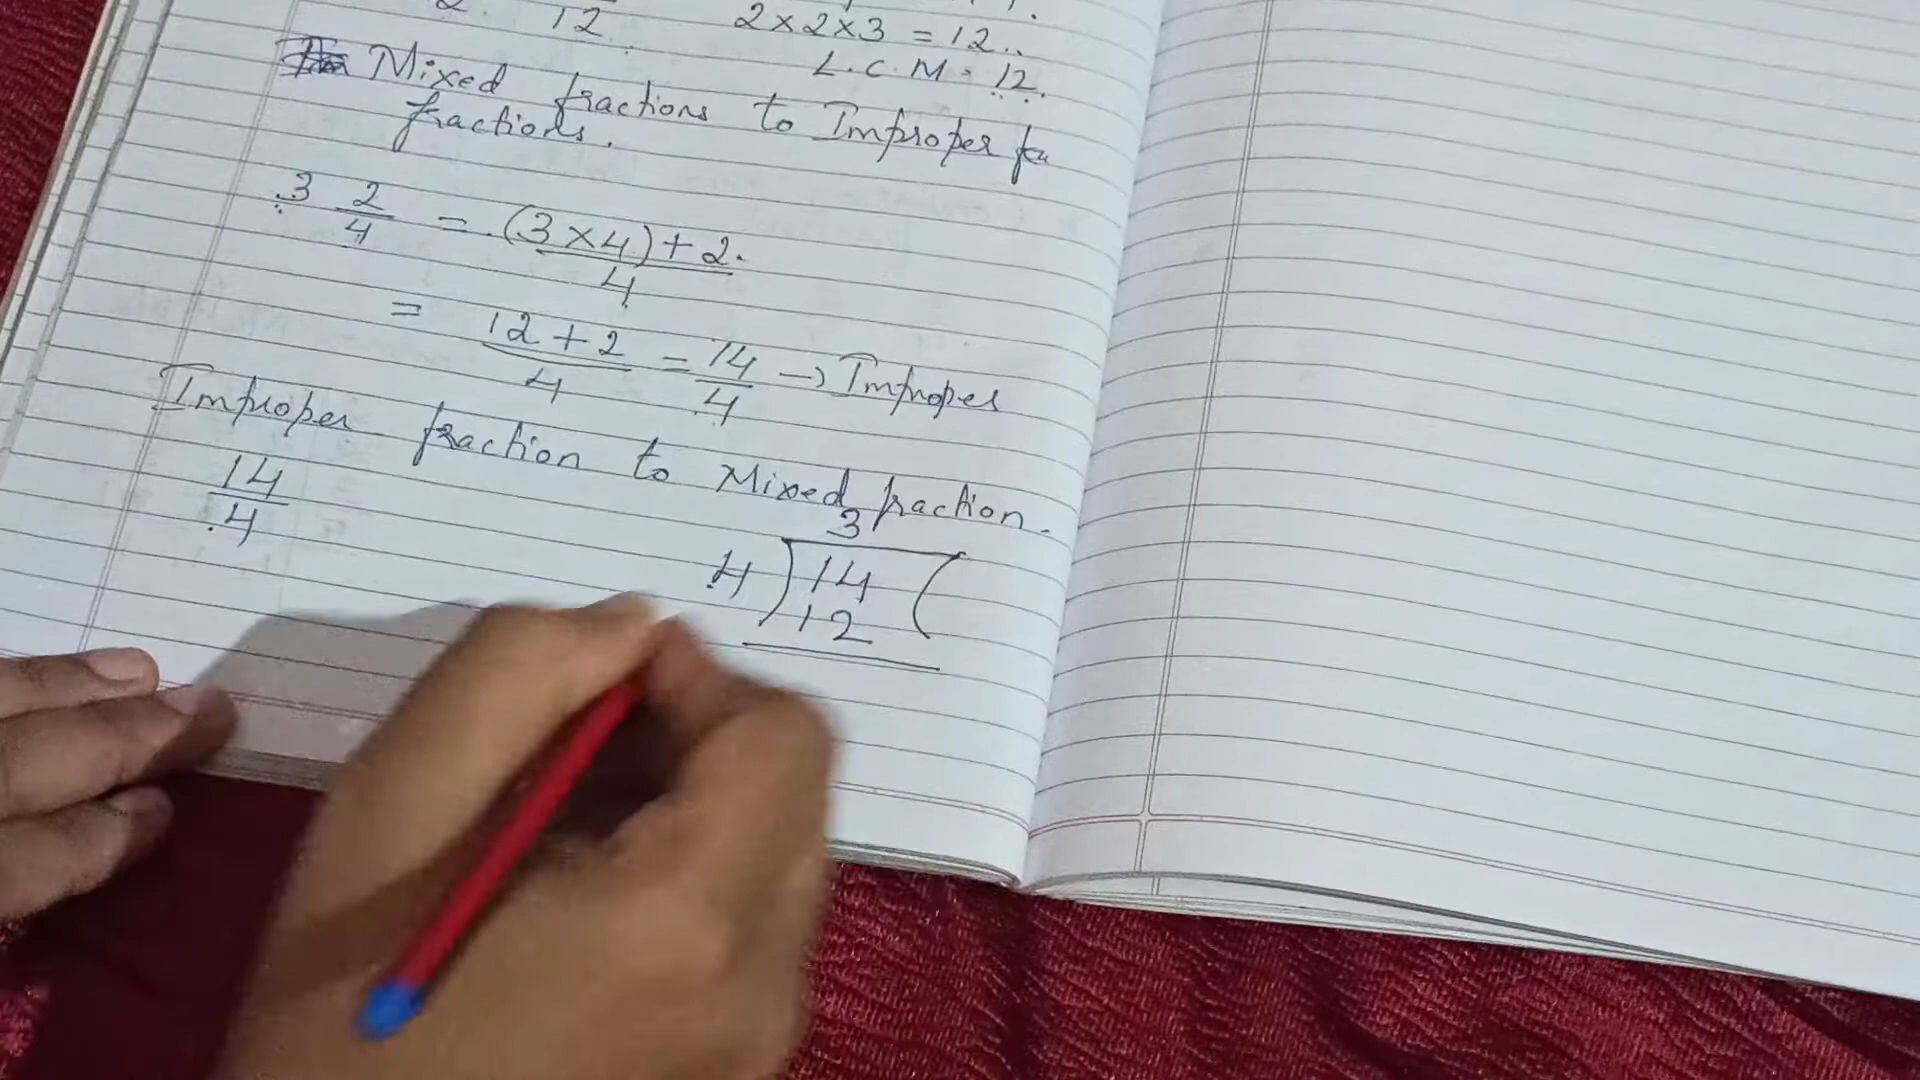 2. 12. 2×2×3 = 12..
L.C.M = 12.
Mixed fractions to Improper
fractions.
3 2/4 = (3×4)+2/4
= 12+2/4 = 14/4 → Improper
Improper fraction to Mixed fraction.
14/4
3
4)14(
12